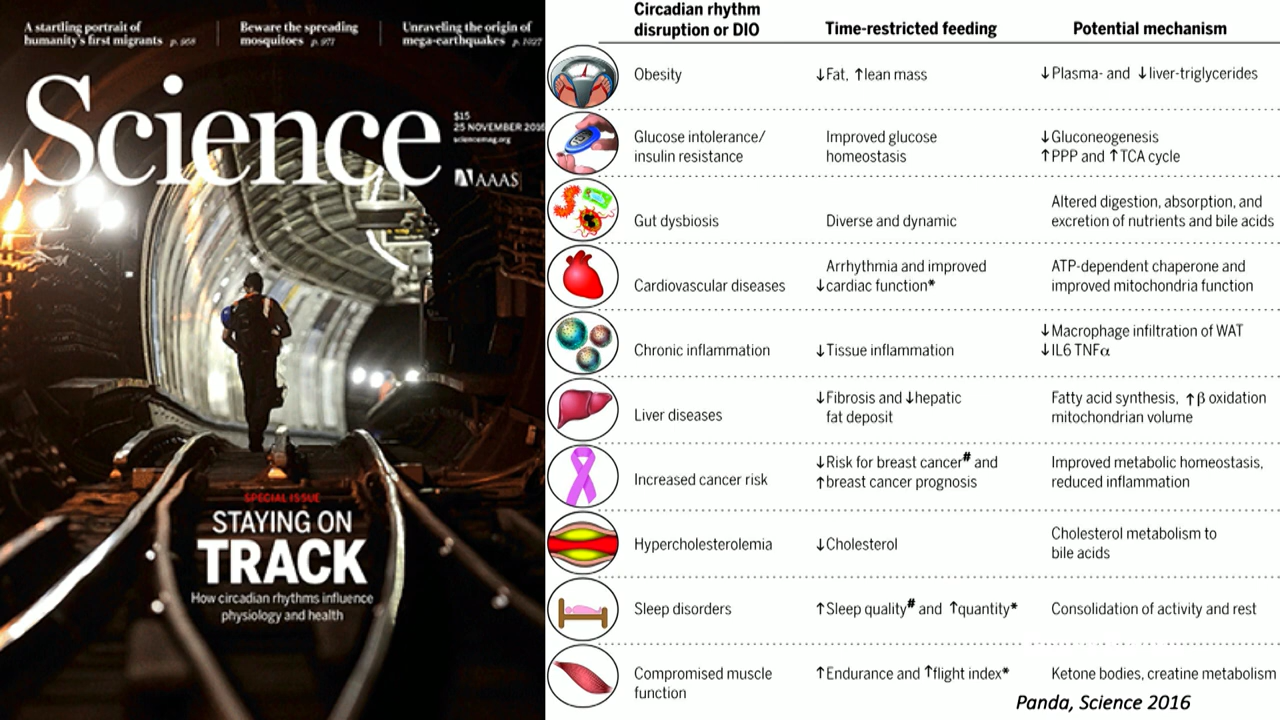 A startling portrait of
humanity's first migrants p. 958
Beware the spreading
mosquitoes p. 971
Unraveling the origin of
mega-earthquakes p. 1027
Science
$15
25 NOVEMBER 2016
sciencemag.org
AAAS
SPECIAL ISSUE
STAYING ON
TRACK
How circadian rhythms influence
physiology and health
Circadian rhythm
disruption or DIO
Time-restricted feeding
Potential mechanism
Obesity
↓Fat, ↑lean mass
↓Plasma- and ↓liver-triglycerides
Glucose intolerance/
insulin resistance
Improved glucose
homeostasis
↓Gluconeogenesis
↑PPP and ↑TCA cycle
Gut dysbiosis
Diverse and dynamic
Altered digestion, absorption, and
excretion of nutrients and bile acids
Cardiovascular diseases
Arrhythmia and improved
↓cardiac function*
ATP-dependent chaperone and
improved mitochondria function
Chronic inflammation
↓Tissue inflammation
↓Macrophage infiltration of WAT
↓IL6 TNFα
Liver diseases
↓Fibrosis and ↓hepatic
fat deposit
Fatty acid synthesis, ↑β oxidation
mitochondrian volume
Increased cancer risk
↓Risk for breast cancer# and
↑breast cancer prognosis
Improved metabolic homeostasis,
reduced inflammation
Hypercholesterolemia
↓Cholesterol
Cholesterol metabolism to
bile acids
Sleep disorders
↑Sleep quality# and ↑quantity*
Consolidation of activity and rest
Compromised muscle
function
↑Endurance and ↑flight index*
Ketone bodies, creatine metabolism
Panda, Science 2016